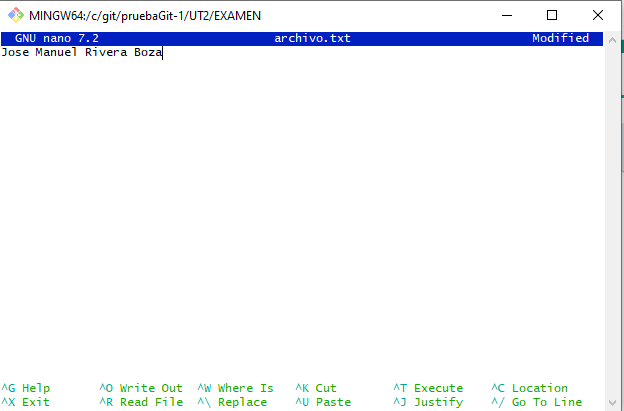 MINGW64:/c/git/pruebaGit-1/UT2/EXAMEN
GNU nano 7.2 archivo.txt Modified
Jose Manuel Rivera Boza
^G Help ^O Write Out ^W Where Is ^K Cut ^T Execute ^C Location
^X Exit ^R Read File ^\ Replace ^U Paste ^J Justify ^/ Go To Line